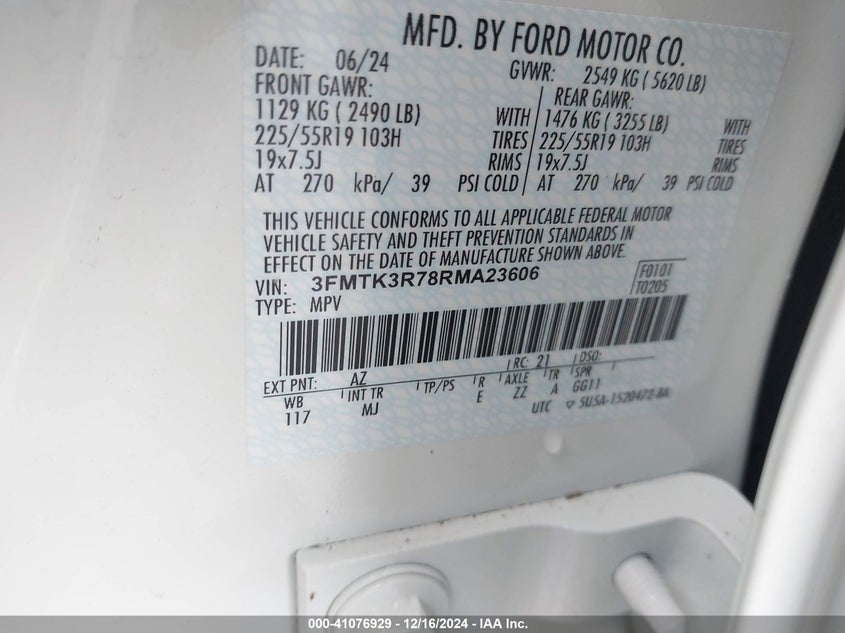 MFD. BY FORD MOTOR CO.
DATE: 06/24 GVWR: 2549 KG ( 5620 LB)
FRONT GAWR: REAR GAWR:
1129 KG ( 2490 LB) WITH 1476 KG ( 3255 LB) WITH
225/55R19 103H TIRES 225/55R19 103H TIRES
19x7.5J RIMS 19x7.5J RIMS
AT 270 kPa/ 39 PSI COLD AT 270 kPa/ 39 PSI COLD
THIS VEHICLE CONFORMS TO ALL APPLICABLE FEDERAL MOTOR
VEHICLE SAFETY AND THEFT PREVENTION STANDARDS IN
EFFECT ON THE DATE OF MANUFACTURE SHOWN ABOVE.
VIN: 3FMTK3R78RMA23606 F0101
TYPE: MPV T0205
EXT PNT: AZ RC: 21 DSO:
WB INT TR TP/PS R AXLE TR SPR
117 MJ E ZZ A GG11
UTC ▽ 5U5A-1520472-BA
000-41076929 - 12/16/2024 - IAA Inc.